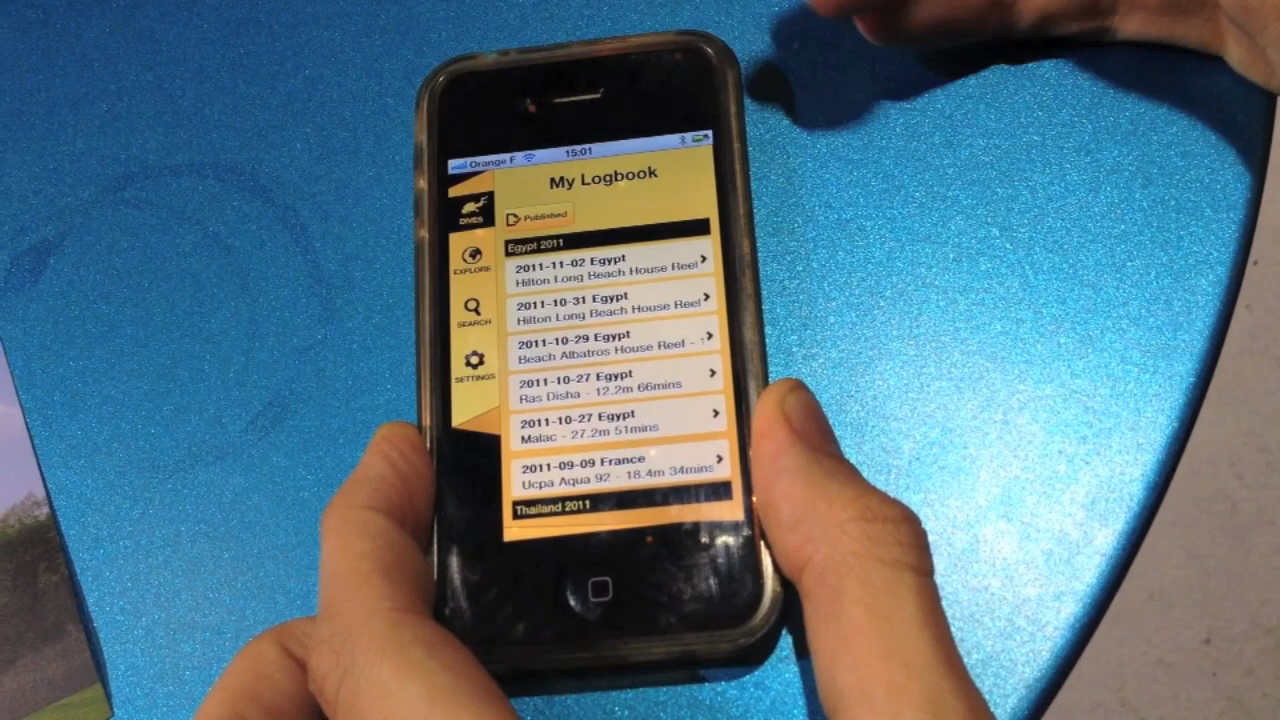 Orange F 15:01
My Logbook
DIVES
Published
EXPLORE
SEARCH
SETTINGS
Egypt 2011
2011-11-02 Egypt
Hilton Long Beach House Reef
2011-10-31 Egypt
Hilton Long Beach House Reef
2011-10-29 Egypt
Beach Albatros House Reef -
2011-10-27 Egypt
Ras Disha - 12.2m 66mins
2011-10-27 Egypt
Malac - 27.2m 51mins
2011-09-09 France
Ucpa Aqua 92 - 18.4m 34mins
Thailand 2011